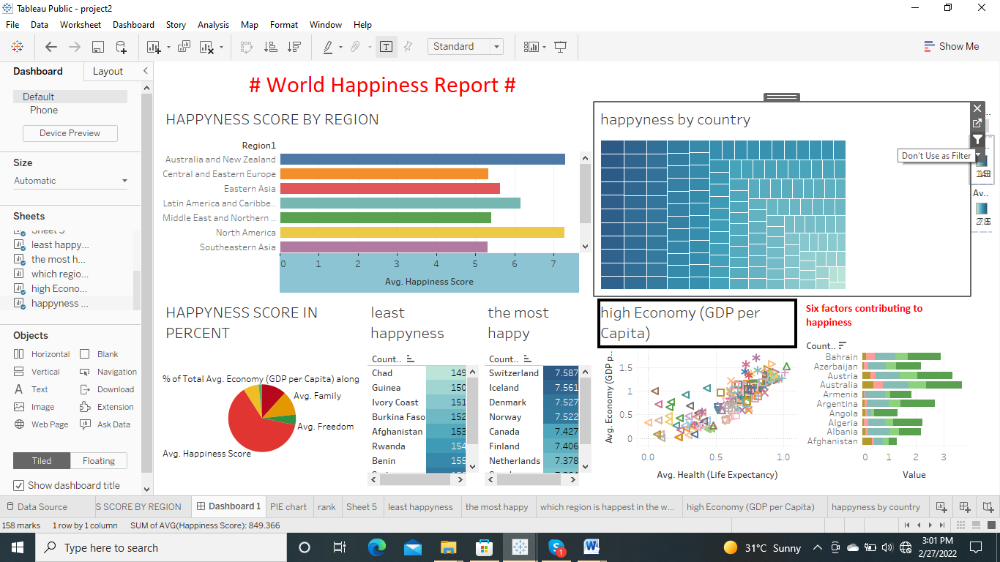 Tableau Public - project2
File Data Worksheet Dashboard Story Analysis Map Format Window Help
Standard
Show Me
Dashboard Layout
Default
Phone
Device Preview
Size
Automatic
Sheets
least happy...
the most h...
which regio...
high Econo...
happyness ...
Objects
Horizontal Blank
Vertical Navigation
Text Download
Image Extension
Web Page Ask Data
Tiled Floating
Show dashboard title
# World Happiness Report #
HAPPYNESS SCORE BY REGION
Region1
Australia and New Zealand
Central and Eastern Europe
Eastern Asia
Latin America and Caribbe..
Middle East and Northern ..
North America
Southeastern Asia
0 1 2 3 4 5 6 7
Avg. Happiness Score
happyness by country
Don't Use as Filter
Av..
HAPPYNESS SCORE IN
PERCENT
% of Total Avg. Economy (GDP per Capita) along
Avg. Family
Avg. Freedom
Avg. Happiness Score
least
happyness
Count..
Chad 149
Guinea 150
Ivory Coast 151
Burkina Faso 152
Afghanistan 153
Rwanda 154
Benin 155
the most
happy
Count..
Switzerland 7.587
Iceland 7.561
Denmark 7.527
Norway 7.522
Canada 7.427
Finland 7.406
Netherlands 7.378
high Economy (GDP per
Capita)
Avg. Economy (GDP p..
1.5
1
0.5
0
0.0 0.5 1.0
Avg. Health (Life Expectancy)
Six factors contributing to
happiness
Count..
Bahrain
Azerbaijan
Austria
Australia
Armenia
Argentina
Angola
Algeria
Albania
Afghanistan
0 1 2 3
Value
Data Source S SCORE BY REGION Dashboard 1 PIE chart rank Sheet 5 least happyness the most happy which region is happest in the w... high Economy (GDP per Capita) happyness by country
158 marks 1 row by 1 column SUM of AVG(Happiness Score): 849.366
Type here to search
1
31°C Sunny
3:01 PM
2/27/2022